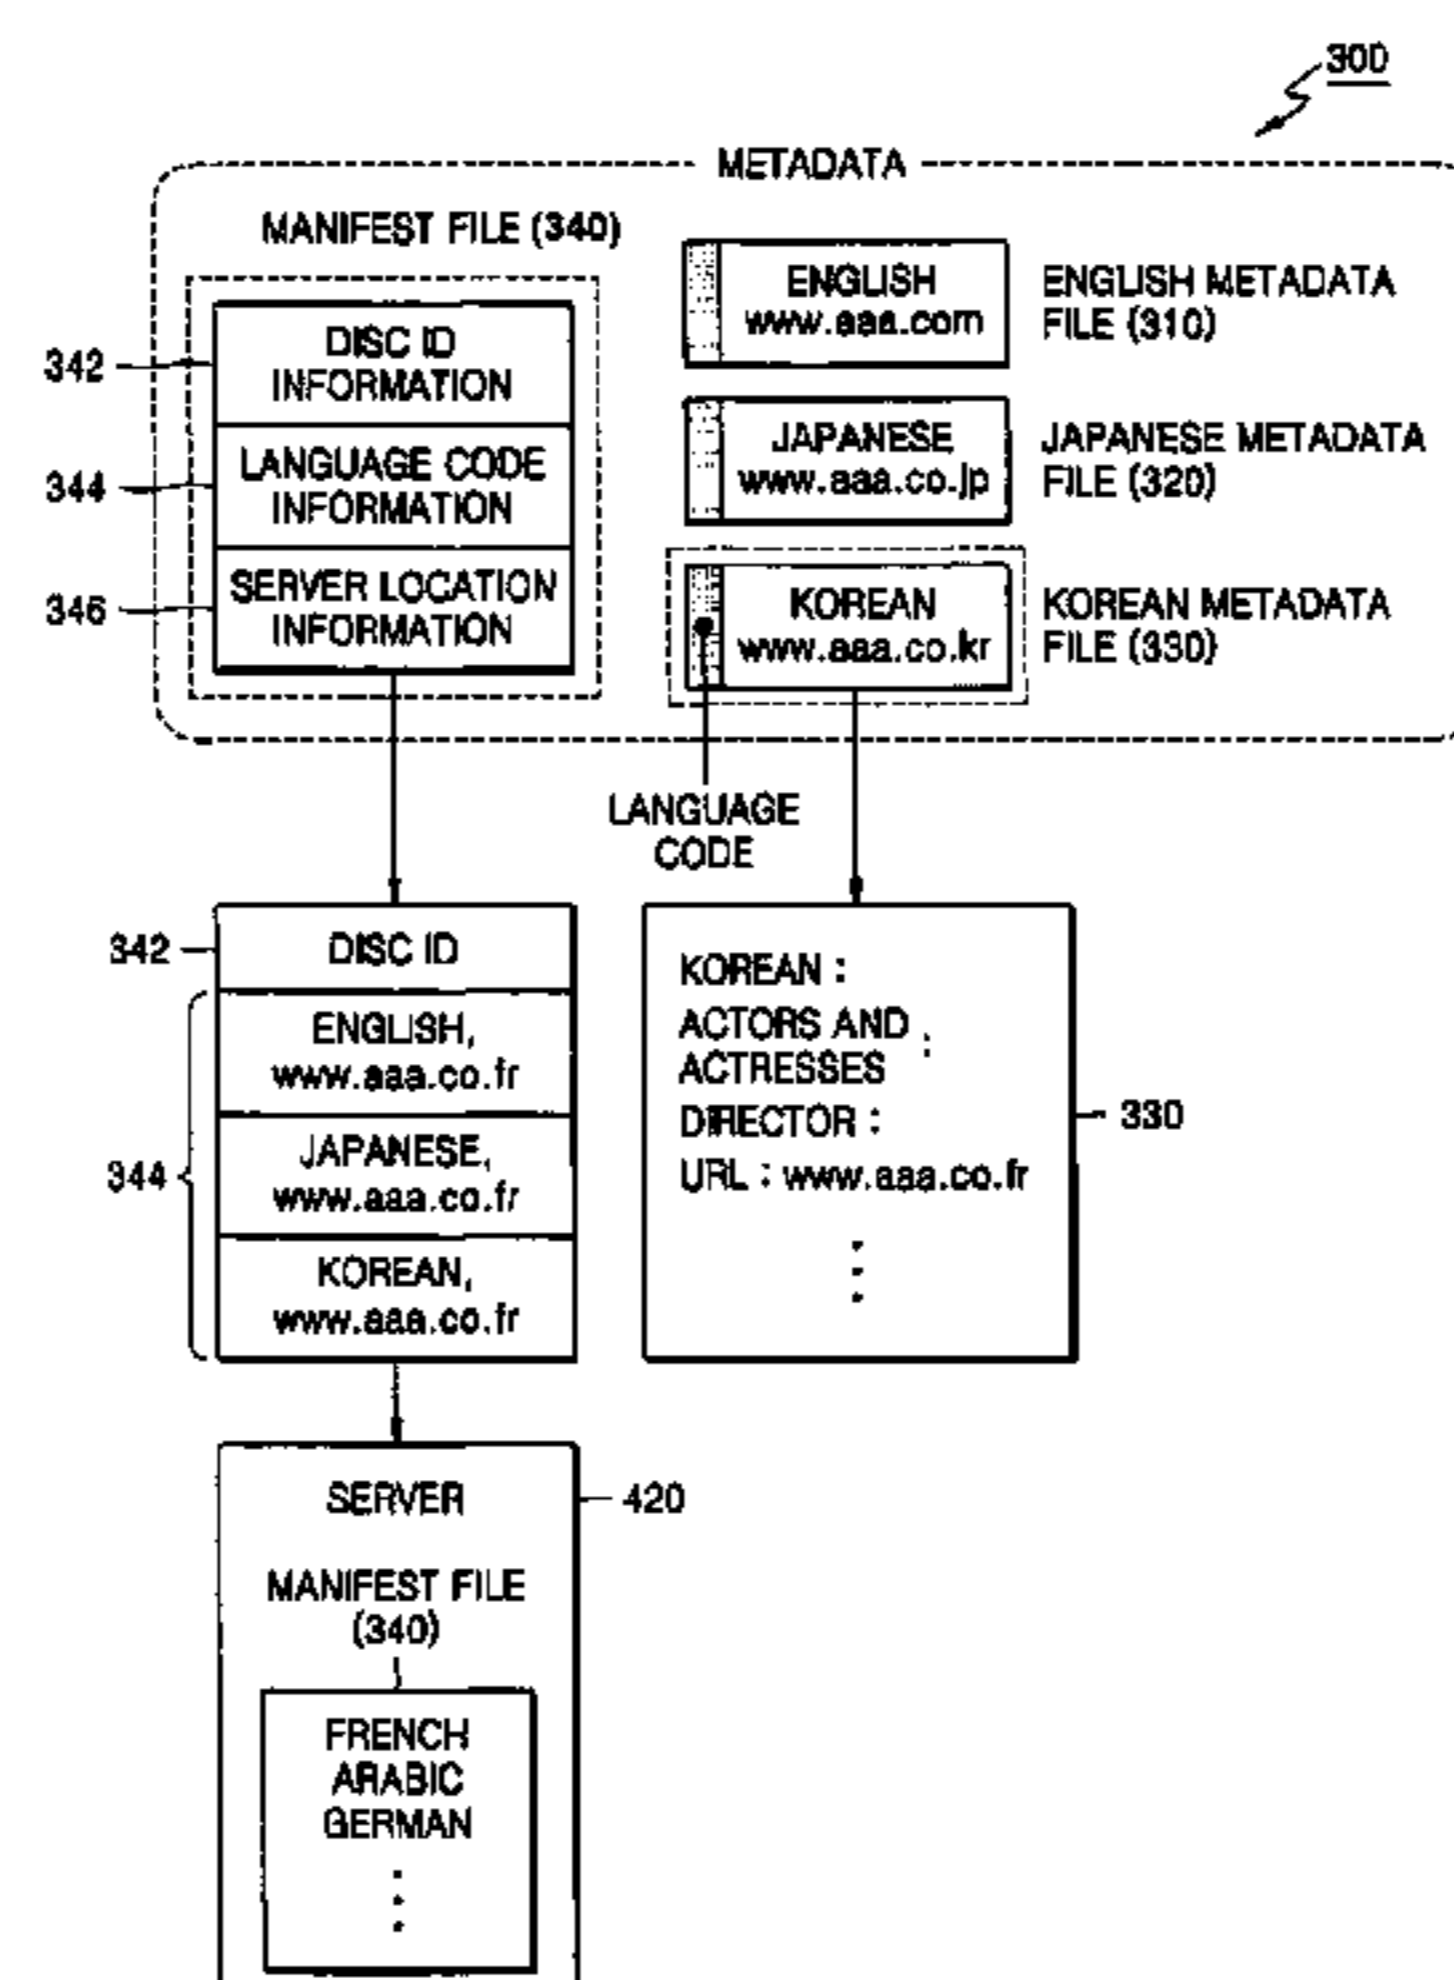 300
METADATA
MANIFEST FILE (340)
342
DISC ID
INFORMATION
344
LANGUAGE CODE
INFORMATION
346
SERVER LOCATION
INFORMATION
ENGLISH
www.aaa.com
ENGLISH METADATA
FILE (310)
JAPANESE
www.aaa.co.jp
JAPANESE METADATA
FILE (320)
KOREAN
www.aaa.co.kr
KOREAN METADATA
FILE (330)
LANGUAGE
CODE
342
DISC ID
344
ENGLISH,
www.aaa.co.fr
JAPANESE,
www.aaa.co.fr
KOREAN,
www.aaa.co.fr
KOREAN :
ACTORS AND :
ACTRESSES
DIRECTOR :
URL : www.aaa.co.fr
330
SERVER
420
MANIFEST FILE
(340)
FRENCH
ARABIC
GERMAN